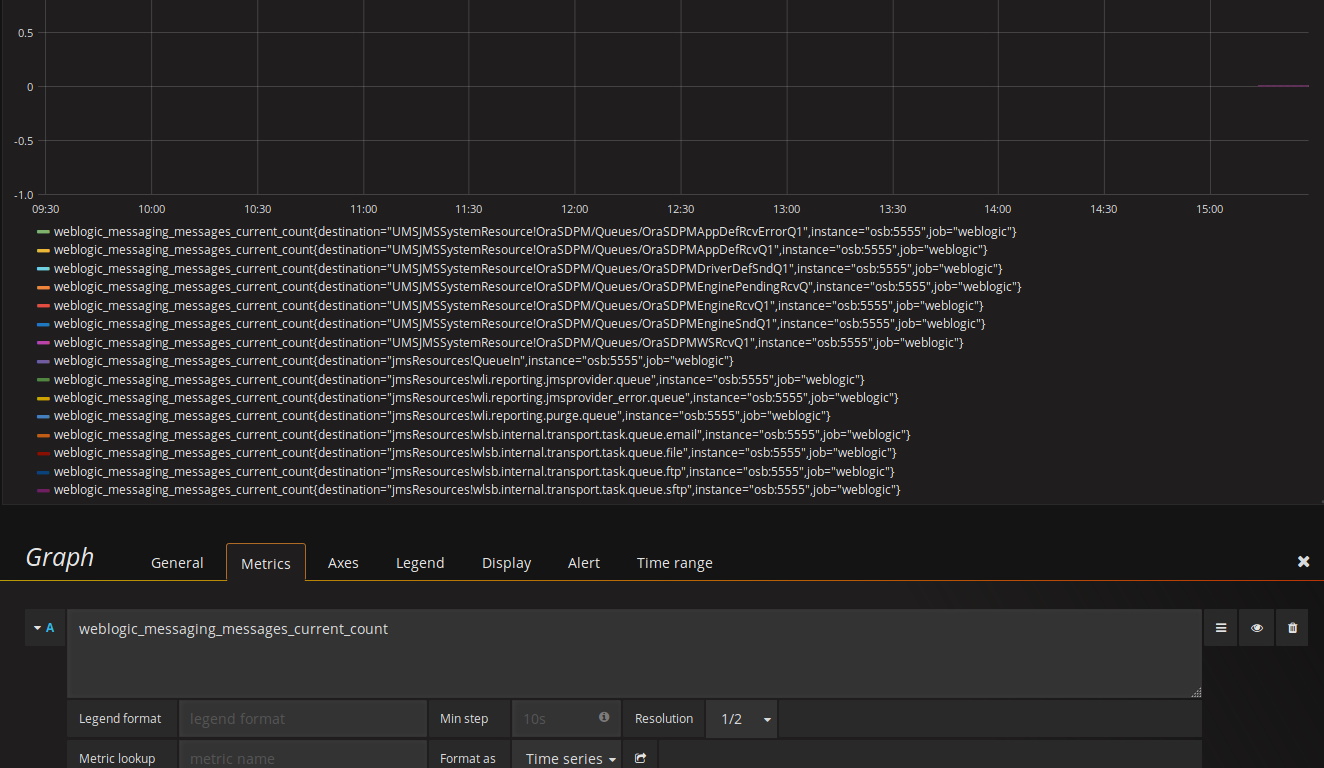 0.5
0
-0.5
-1.0
09:30 10:00 10:30 11:00 11:30 12:00 12:30 13:00 13:30 14:00 14:30 15:00
weblogic_messaging_messages_current_count{destination="UMSJMSSystemResource!OraSDPM/Queues/OraSDPMAppDefRcvErrorQ1",instance="osb:5555",job="weblogic"}
weblogic_messaging_messages_current_count{destination="UMSJMSSystemResource!OraSDPM/Queues/OraSDPMAppDefRcvQ1",instance="osb:5555",job="weblogic"}
weblogic_messaging_messages_current_count{destination="UMSJMSSystemResource!OraSDPM/Queues/OraSDPMDriverDefSndQ1",instance="osb:5555",job="weblogic"}
weblogic_messaging_messages_current_count{destination="UMSJMSSystemResource!OraSDPM/Queues/OraSDPMEnginePendingRcvQ",instance="osb:5555",job="weblogic"}
weblogic_messaging_messages_current_count{destination="UMSJMSSystemResource!OraSDPM/Queues/OraSDPMEngineRcvQ1",instance="osb:5555",job="weblogic"}
weblogic_messaging_messages_current_count{destination="UMSJMSSystemResource!OraSDPM/Queues/OraSDPMEngineSndQ1",instance="osb:5555",job="weblogic"}
weblogic_messaging_messages_current_count{destination="UMSJMSSystemResource!OraSDPM/Queues/OraSDPMWSRcvQ1",instance="osb:5555",job="weblogic"}
weblogic_messaging_messages_current_count{destination="jmsResources!QueueIn",instance="osb:5555",job="weblogic"}
weblogic_messaging_messages_current_count{destination="jmsResources!wli.reporting.jmsprovider.queue",instance="osb:5555",job="weblogic"}
weblogic_messaging_messages_current_count{destination="jmsResources!wli.reporting.jmsprovider_error.queue",instance="osb:5555",job="weblogic"}
weblogic_messaging_messages_current_count{destination="jmsResources!wli.reporting.purge.queue",instance="osb:5555",job="weblogic"}
weblogic_messaging_messages_current_count{destination="jmsResources!wlsb.internal.transport.task.queue.email",instance="osb:5555",job="weblogic"}
weblogic_messaging_messages_current_count{destination="jmsResources!wlsb.internal.transport.task.queue.file",instance="osb:5555",job="weblogic"}
weblogic_messaging_messages_current_count{destination="jmsResources!wlsb.internal.transport.task.queue.ftp",instance="osb:5555",job="weblogic"}
weblogic_messaging_messages_current_count{destination="jmsResources!wlsb.internal.transport.task.queue.sftp",instance="osb:5555",job="weblogic"}
Graph General Metrics Axes Legend Display Alert Time range
A weblogic_messaging_messages_current_count
Legend format legend format Min step 10s Resolution 1/2
Metric lookup metric name Format as Time series